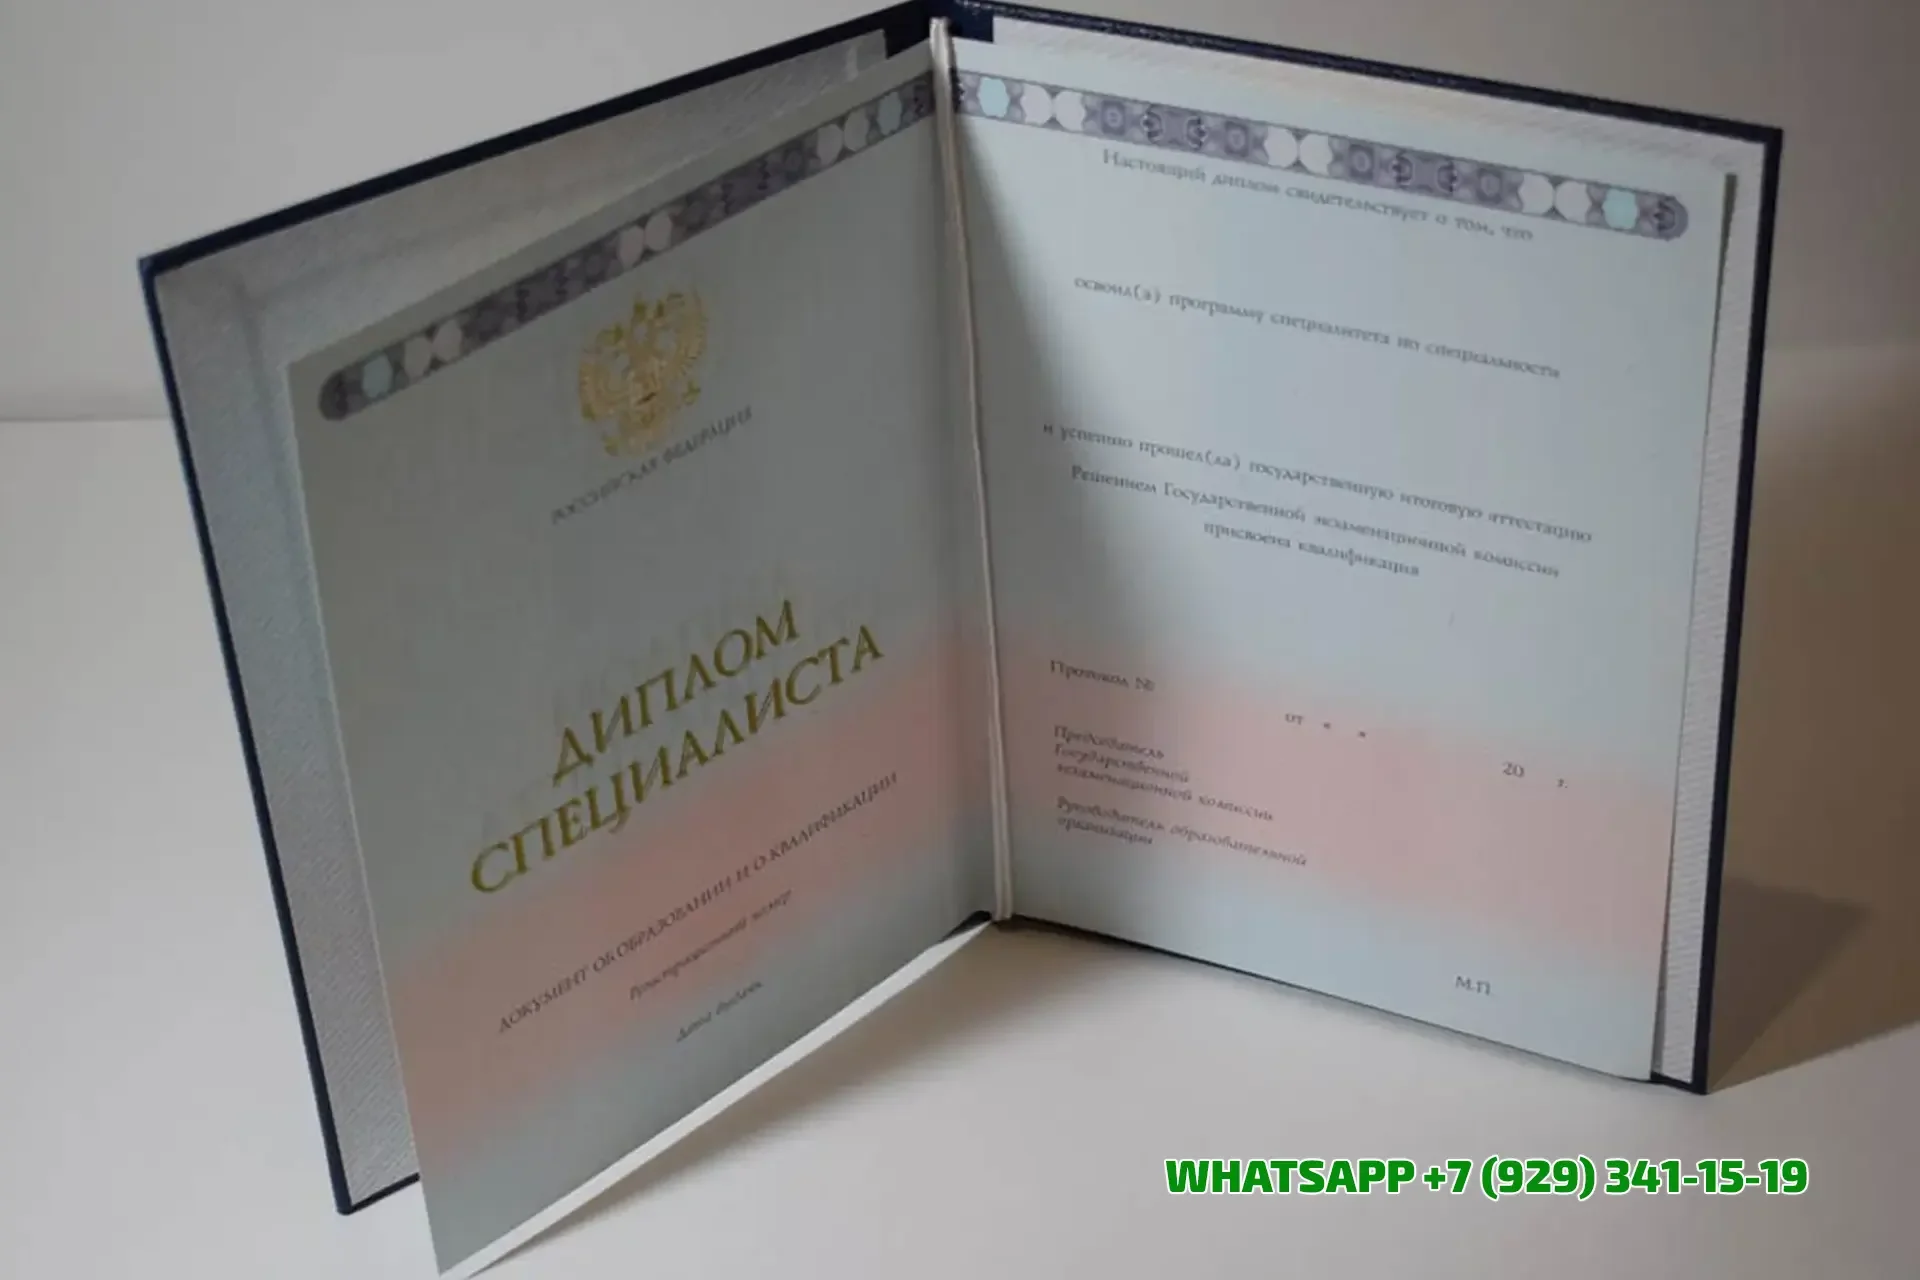 РОССИЙСКАЯ ФЕДЕРАЦИЯ
ДИПЛОМ
СПЕЦИАЛИСТА
ДОКУМЕНТ ОБ ОБРАЗОВАНИИ И О КВАЛИФИКАЦИИ
Регистрационный номер
Дата выдачи
Настоящий диплом свидетельствует о том, что
освоил(а) программу специалитета по специальности
и успешно прошел(ла) государственную итоговую аттестацию
Решением Государственной экзаменационной комиссии
присвоена квалификация
Протокол №
от « » 20 г.
Председатель
Государственной
экзаменационной комиссии
Руководитель образовательной
организации
М.П.
WHATSAPP +7 (929) 341-15-19